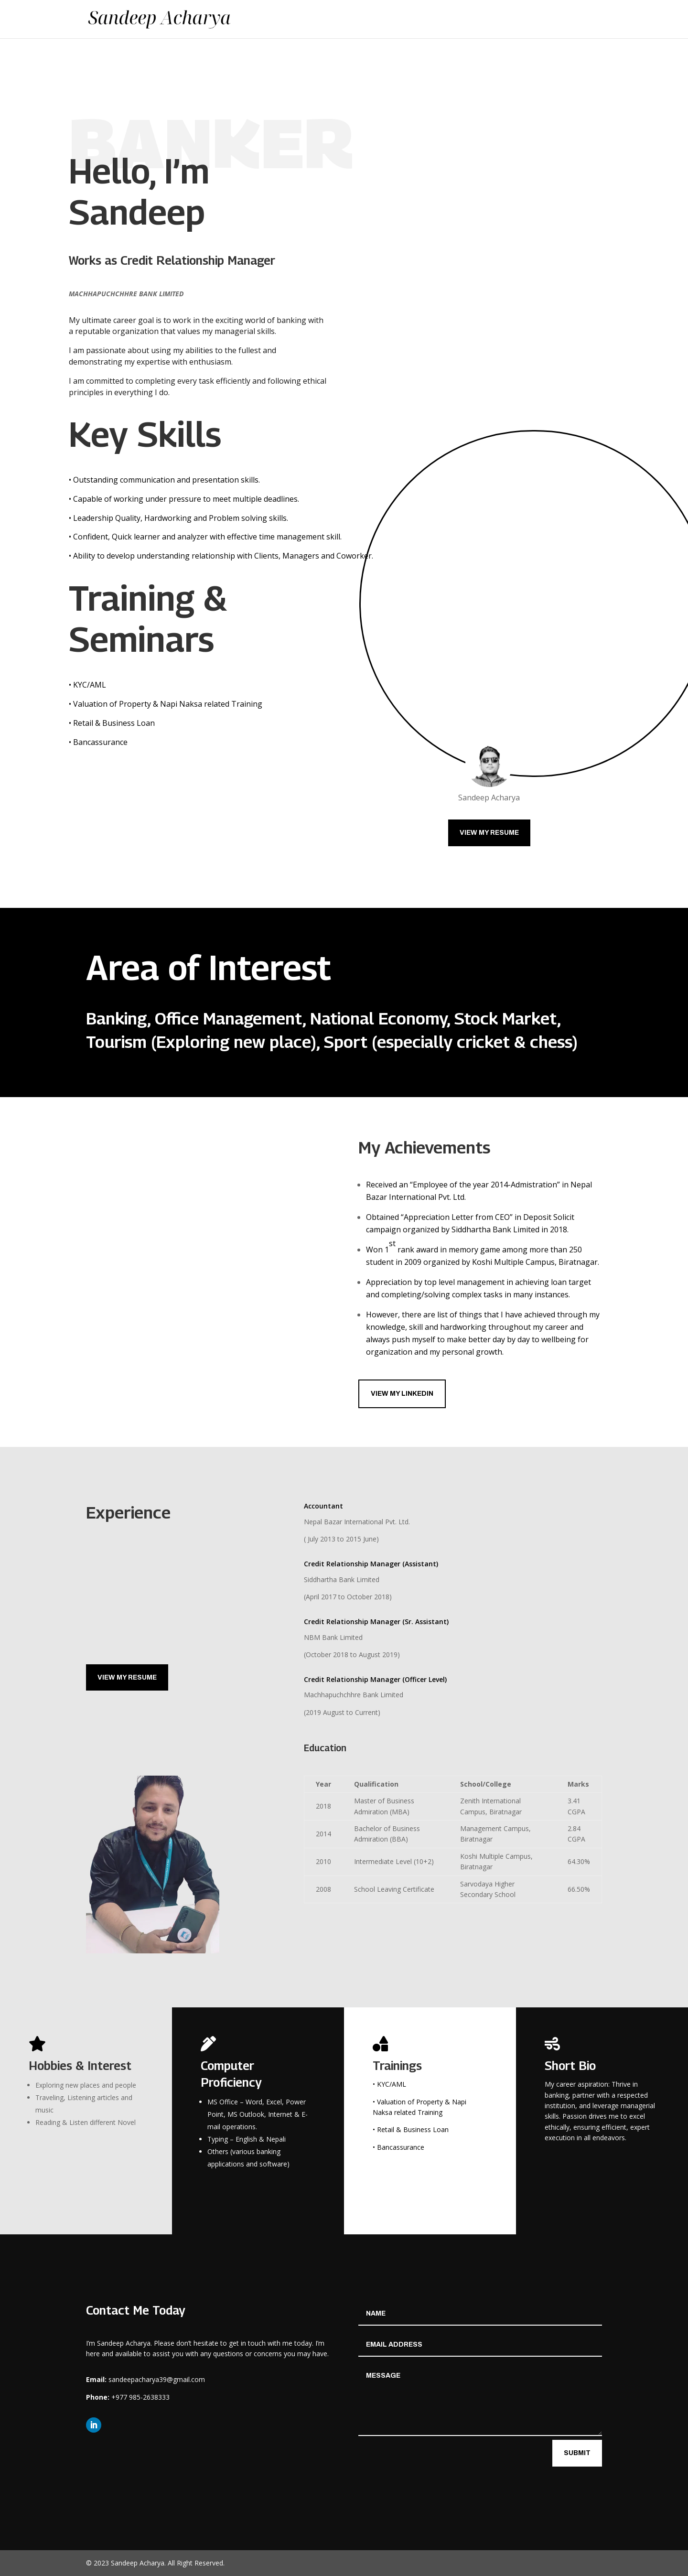 Sandeep Acharya
BANKER
Hello, I'm
Sandeep
Works as Credit Relationship Manager
MACHHAPUCHCHHRE BANK LIMITED
My ultimate career goal is to work in the exciting world of banking with
a reputable organization that values my managerial skills.
I am passionate about using my abilities to the fullest and
demonstrating my expertise with enthusiasm.
I am committed to completing every task efficiently and following ethical
principles in everything I do.
Key Skills
• Outstanding communication and presentation skills.
• Capable of working under pressure to meet multiple deadlines.
• Leadership Quality, Hardworking and Problem solving skills.
• Confident, Quick learner and analyzer with effective time management skill.
• Ability to develop understanding relationship with Clients, Managers and Coworker.
Training &
Seminars
• KYC/AML
• Valuation of Property & Napi Naksa related Training
• Retail & Business Loan
• Bancassurance
Sandeep Acharya
VIEW MY RESUME
Area of Interest
Banking, Office Management, National Economy, Stock Market,
Tourism (Exploring new place), Sport (especially cricket & chess)
My Achievements
• Received an “Employee of the year 2014-Admistration” in Nepal
Bazar International Pvt. Ltd.
• Obtained “Appreciation Letter from CEO” in Deposit Solicit
campaign organized by Siddhartha Bank Limited in 2018.
• Won 1st rank award in memory game among more than 250
student in 2009 organized by Koshi Multiple Campus, Biratnagar.
• Appreciation by top level management in achieving loan target
and completing/solving complex tasks in many instances.
• However, there are list of things that I have achieved through my
knowledge, skill and hardworking throughout my career and
always push myself to make better day by day to wellbeing for
organization and my personal growth.
VIEW MY LINKEDIN
Experience
VIEW MY RESUME
Accountant
Nepal Bazar International Pvt. Ltd.
( July 2013 to 2015 June)
Credit Relationship Manager (Assistant)
Siddhartha Bank Limited
(April 2017 to October 2018)
Credit Relationship Manager (Sr. Assistant)
NBM Bank Limited
(October 2018 to August 2019)
Credit Relationship Manager (Officer Level)
Machhapuchchhre Bank Limited
(2019 August to Current)
Education
Year Qualification School/College Marks
2018 Master of Business Admiration (MBA) Zenith International Campus, Biratnagar 3.41 CGPA
2014 Bachelor of Business Admiration (BBA) Management Campus, Biratnagar 2.84 CGPA
2010 Intermediate Level (10+2) Koshi Multiple Campus, Biratnagar 64.30%
2008 School Leaving Certificate Sarvodaya Higher Secondary School 66.50%
Hobbies & Interest
• Exploring new places and people
• Traveling, Listening articles and
music
• Reading & Listen different Novel
Computer
Proficiency
• MS Office – Word, Excel, Power
Point, MS Outlook, Internet & E-
mail operations.
• Typing – English & Nepali
• Others (various banking
applications and software)
Trainings
• KYC/AML
• Valuation of Property & Napi
Naksa related Training
• Retail & Business Loan
• Bancassurance
Short Bio
My career aspiration: Thrive in
banking, partner with a respected
institution, and leverage managerial
skills. Passion drives me to excel
ethically, ensuring efficient, expert
execution in all endeavors.
Contact Me Today
I'm Sandeep Acharya. Please don't hesitate to get in touch with me today. I'm
here and available to assist you with any questions or concerns you may have.
Email: sandeepacharya39@gmail.com
Phone: +977 985-2638333
in
NAME
EMAIL ADDRESS
MESSAGE
SUBMIT
© 2023 Sandeep Acharya. All Right Reserved.